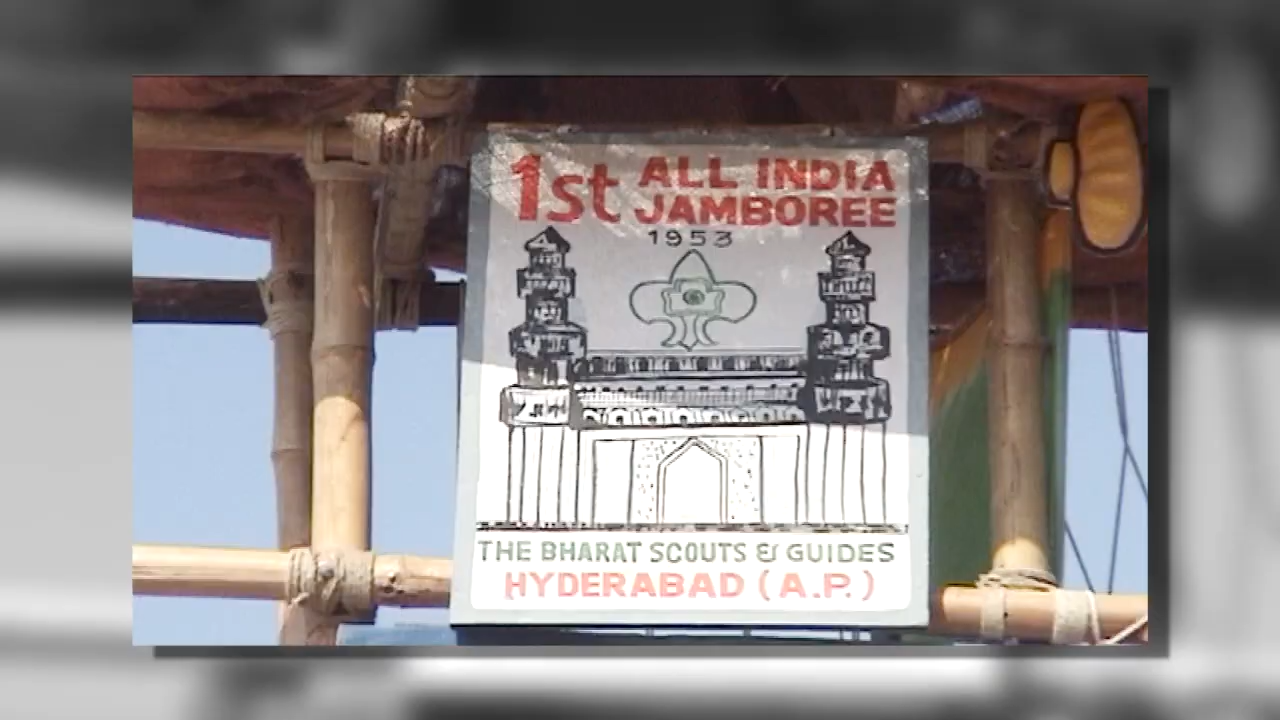 1st ALL INDIA
JAMBOREE
1953
THE BHARAT SCOUTS & GUIDES
HYDERABAD (A.P.)